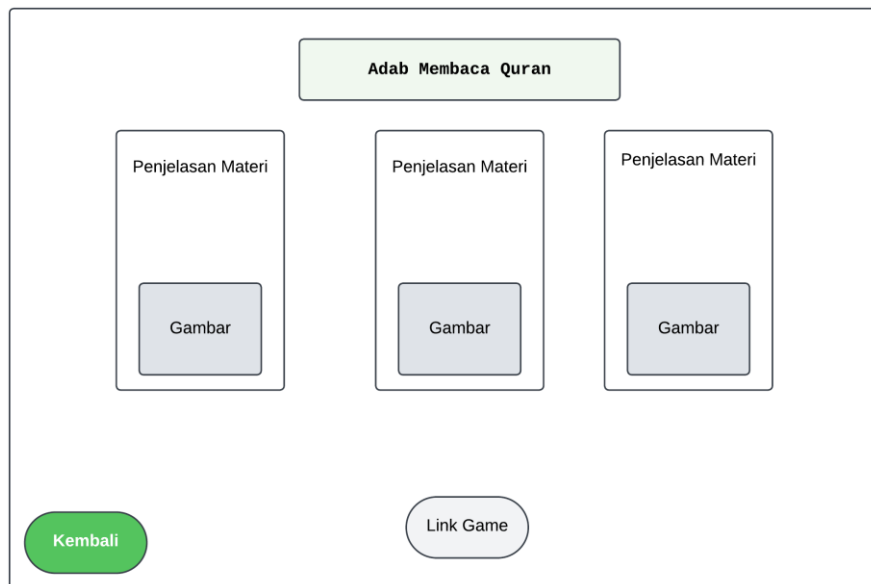 Adab Membaca Quran
Penjelasan Materi
Penjelasan Materi
Penjelasan Materi
Gambar
Gambar
Gambar
Kembali
Link Game